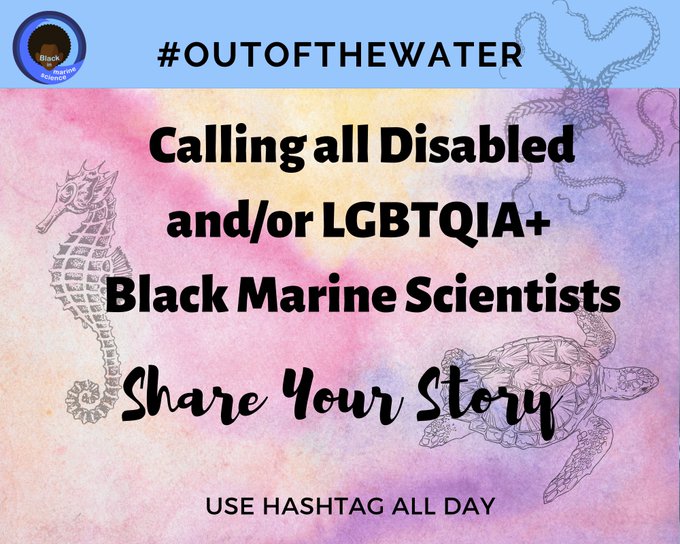 Black
in
marine
science
#OUTOFTHEWATER
Calling all Disabled
and/or LGBTQIA+
Black Marine Scientists
Share Your Story
USE HASHTAG ALL DAY